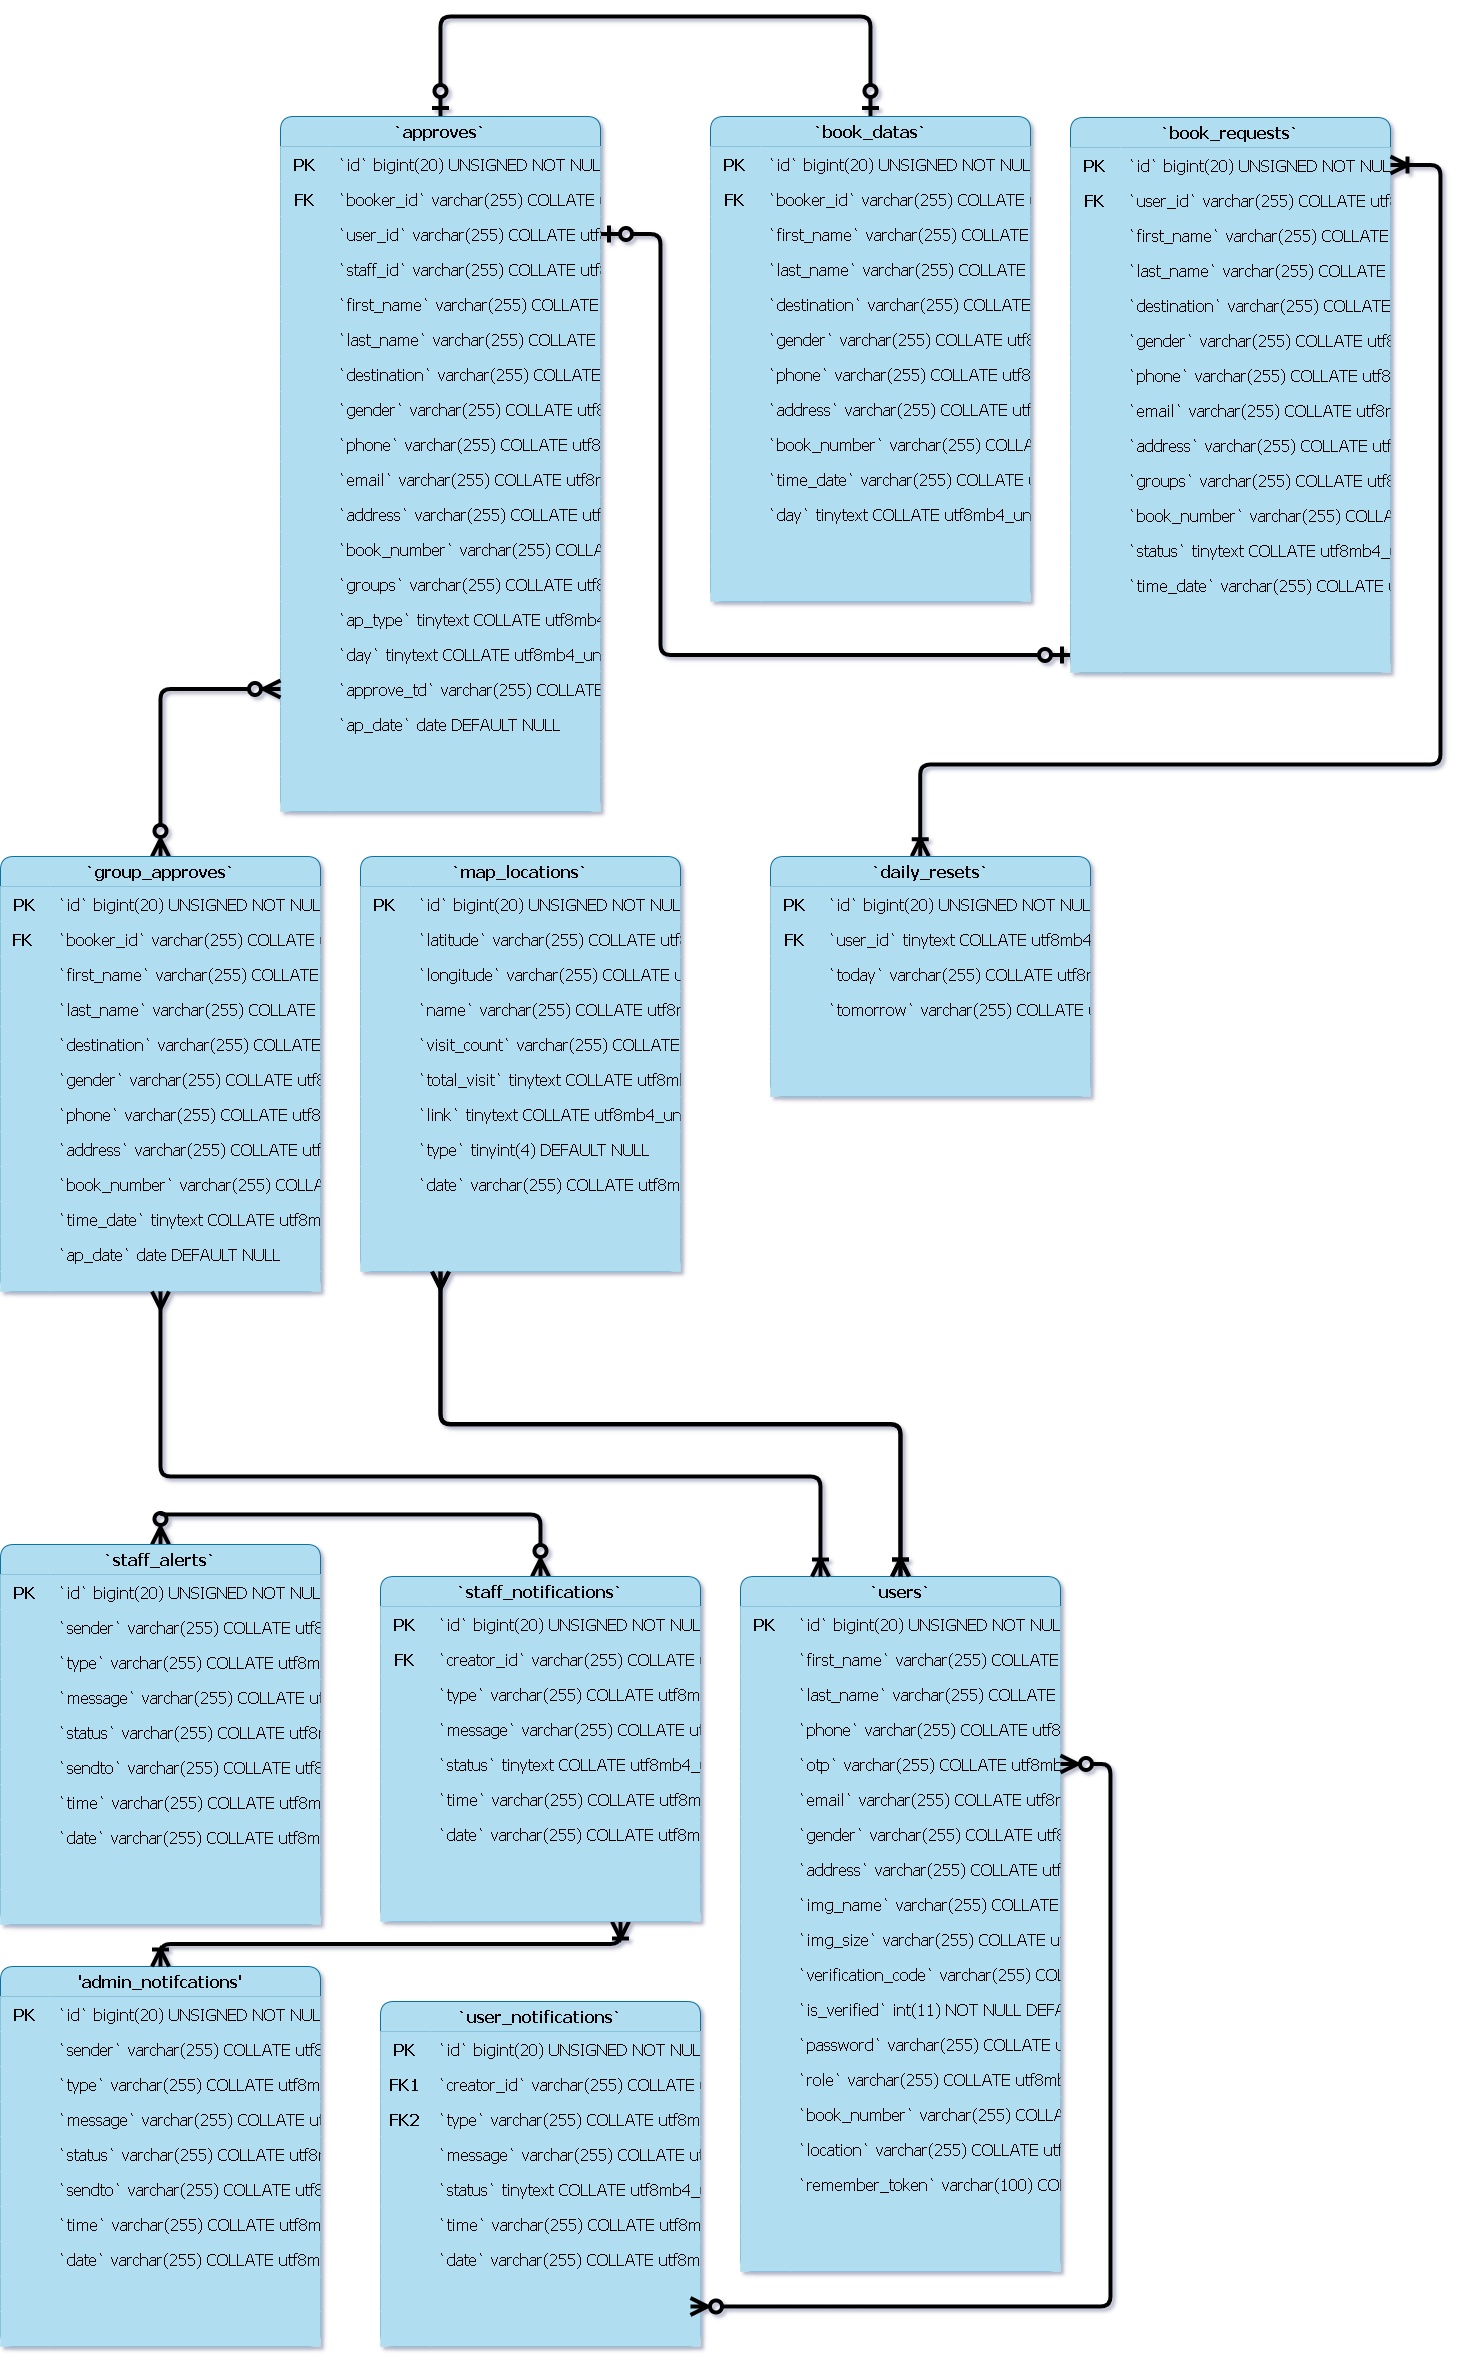 `approves`
PK `id` bigint(20) UNSIGNED NOT NUL
FK `booker_id` varchar(255) COLLATE
`user_id` varchar(255) COLLATE utf
`staff_id` varchar(255) COLLATE utf
`first_name` varchar(255) COLLATE
`last_name` varchar(255) COLLATE
`destination` varchar(255) COLLATE
`gender` varchar(255) COLLATE utf8
`phone` varchar(255) COLLATE utf8
`email` varchar(255) COLLATE utf8r
`address` varchar(255) COLLATE utf
`book_number` varchar(255) COLLA
`groups` varchar(255) COLLATE utf8
`ap_type` tinytext COLLATE utf8mb4
`day` tinytext COLLATE utf8mb4_un
`approve_td` varchar(255) COLLATE
`ap_date` date DEFAULT NULL
`book_datas`
PK `id` bigint(20) UNSIGNED NOT NUL
FK `booker_id` varchar(255) COLLATE
`first_name` varchar(255) COLLATE
`last_name` varchar(255) COLLATE
`destination` varchar(255) COLLATE
`gender` varchar(255) COLLATE utf8
`phone` varchar(255) COLLATE utf8
`address` varchar(255) COLLATE utf
`book_number` varchar(255) COLLA
`time_date` varchar(255) COLLATE
`day` tinytext COLLATE utf8mb4_un
`book_requests`
PK `id` bigint(20) UNSIGNED NOT NUL
FK `user_id` varchar(255) COLLATE utf
`first_name` varchar(255) COLLATE
`last_name` varchar(255) COLLATE
`destination` varchar(255) COLLATE
`gender` varchar(255) COLLATE utf8
`phone` varchar(255) COLLATE utf8
`email` varchar(255) COLLATE utf8r
`address` varchar(255) COLLATE utf
`groups` varchar(255) COLLATE utf8
`book_number` varchar(255) COLLA
`status` tinytext COLLATE utf8mb4_
`time_date` varchar(255) COLLATE
`group_approves`
PK `id` bigint(20) UNSIGNED NOT NUL
FK `booker_id` varchar(255) COLLATE
`first_name` varchar(255) COLLATE
`last_name` varchar(255) COLLATE
`destination` varchar(255) COLLATE
`gender` varchar(255) COLLATE utf8
`phone` varchar(255) COLLATE utf8
`address` varchar(255) COLLATE utf
`book_number` varchar(255) COLLA
`time_date` tinytext COLLATE utf8m
`ap_date` date DEFAULT NULL
`map_locations`
PK `id` bigint(20) UNSIGNED NOT NUL
`latitude` varchar(255) COLLATE utf
`longitude` varchar(255) COLLATE u
`name` varchar(255) COLLATE utf8r
`visit_count` varchar(255) COLLATE
`total_visit` tinytext COLLATE utf8m
`link` tinytext COLLATE utf8mb4_un
`type` tinyint(4) DEFAULT NULL
`date` varchar(255) COLLATE utf8m
`daily_resets`
PK `id` bigint(20) UNSIGNED NOT NUL
FK `user_id` tinytext COLLATE utf8mb4
`today` varchar(255) COLLATE utf8r
`tomorrow` varchar(255) COLLATE
`staff_alerts`
PK `id` bigint(20) UNSIGNED NOT NUL
`sender` varchar(255) COLLATE utf8
`type` varchar(255) COLLATE utf8m
`message` varchar(255) COLLATE ut
`status` varchar(255) COLLATE utf8r
`sendto` varchar(255) COLLATE utf8
`time` varchar(255) COLLATE utf8m
`date` varchar(255) COLLATE utf8m
`staff_notifications`
PK `id` bigint(20) UNSIGNED NOT NUL
FK `creator_id` varchar(255) COLLATE
`type` varchar(255) COLLATE utf8m
`message` varchar(255) COLLATE ut
`status` tinytext COLLATE utf8mb4_
`time` varchar(255) COLLATE utf8m
`date` varchar(255) COLLATE utf8m
`users`
PK `id` bigint(20) UNSIGNED NOT NUL
`first_name` varchar(255) COLLATE
`last_name` varchar(255) COLLATE
`phone` varchar(255) COLLATE utf8
`otp` varchar(255) COLLATE utf8mb
`email` varchar(255) COLLATE utf8r
`gender` varchar(255) COLLATE utf8
`address` varchar(255) COLLATE utf
`img_name` varchar(255) COLLATE
`img_size` varchar(255) COLLATE u
`verification_code` varchar(255) COL
`is_verified` int(11) NOT NULL DEFA
`password` varchar(255) COLLATE u
`role` varchar(255) COLLATE utf8mb
`book_number` varchar(255) COLLA
`location` varchar(255) COLLATE utf
`remember_token` varchar(100) CO
'admin_notifcations'
PK `id` bigint(20) UNSIGNED NOT NUL
`sender` varchar(255) COLLATE utf8
`type` varchar(255) COLLATE utf8m
`message` varchar(255) COLLATE ut
`status` varchar(255) COLLATE utf8r
`sendto` varchar(255) COLLATE utf8
`time` varchar(255) COLLATE utf8m
`date` varchar(255) COLLATE utf8m
`user_notifications`
PK `id` bigint(20) UNSIGNED NOT NUL
FK1 `creator_id` varchar(255) COLLATE
FK2 `type` varchar(255) COLLATE utf8m
`message` varchar(255) COLLATE ut
`status` tinytext COLLATE utf8mb4_
`time` varchar(255) COLLATE utf8m
`date` varchar(255) COLLATE utf8m